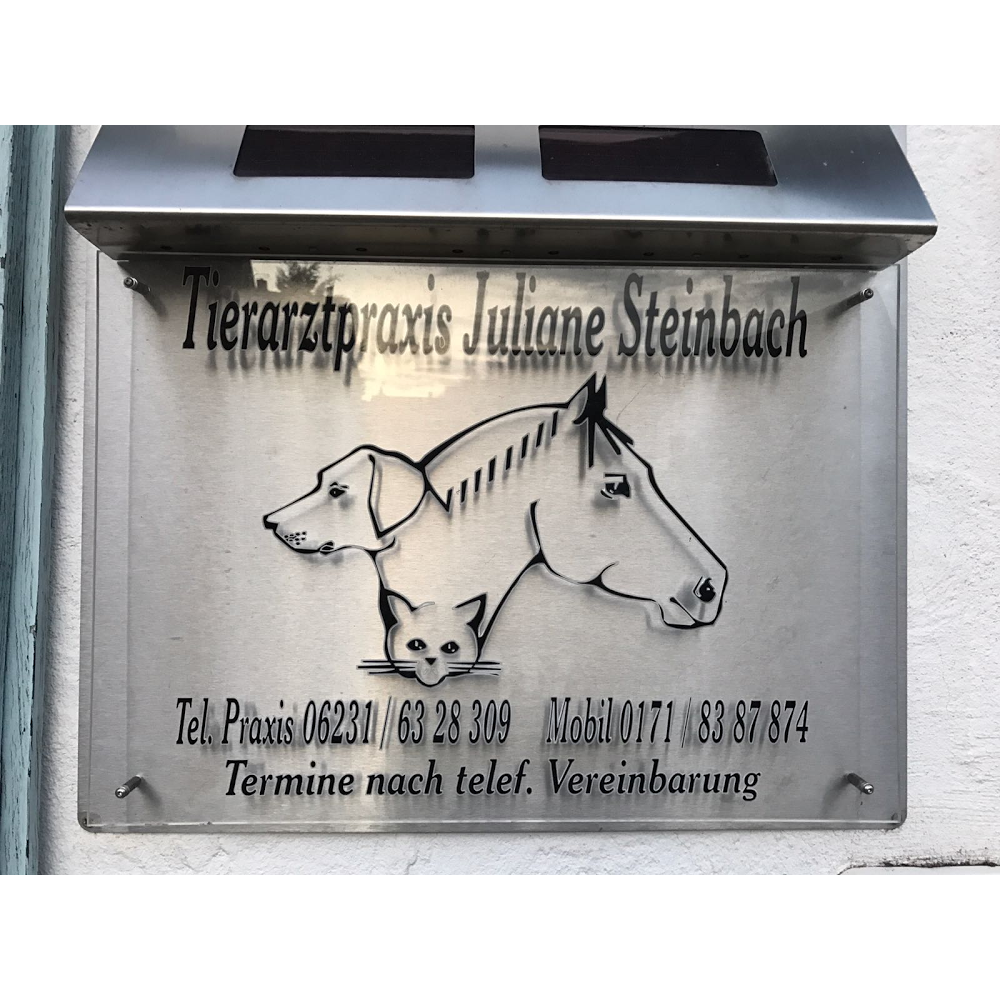 Tierarztpraxis Juliane Steinbach
Tel. Praxis 06231 / 63 28 309 Mobil 0171 / 83 87 874
Termine nach telef. Vereinbarung